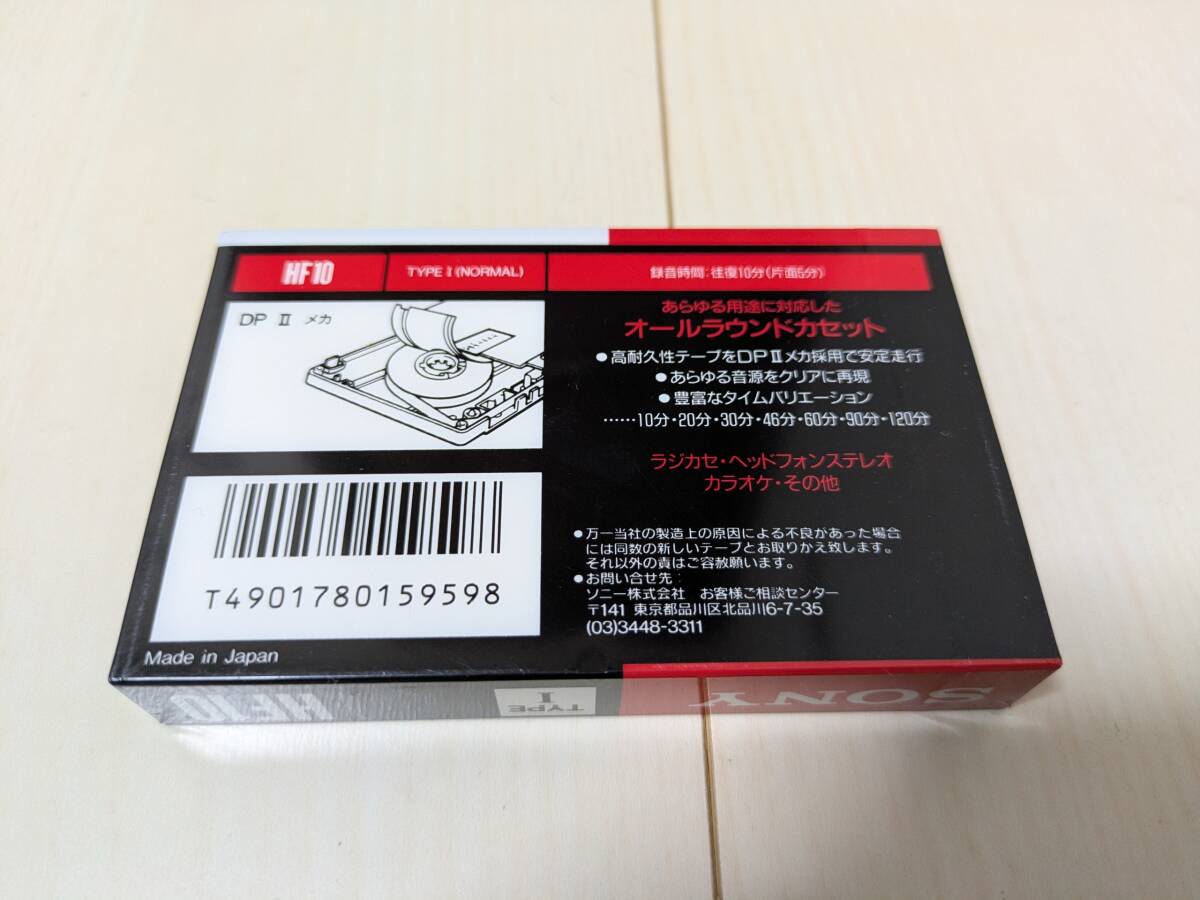 HF10
TYPE I (NORMAL)
録音時間:往復10分(片面5分)
DP II メカ
あらゆる用途に対応した
オールラウンドカセット
●高耐久性テープをDPⅡメカ採用で安定走行
●あらゆる音源をクリアに再現
●豊富なタイムバリエーション
……10分・20分・30分・46分・60分・90分・120分
ラジカセ・ヘッドフォンステレオ
カラオケ・その他
T4901780159598
●万一当社の製造上の原因による不良があった場合
には同数の新しいテープとお取りかえ致します。
それ以外の責はご容赦願います。
●お問い合せ先:
ソニー株式会社 お客様ご相談センター
〒141 東京都品川区北品川6-7-35
(03)3448-3311
Made in Japan
HF10
TYPE I
SONY